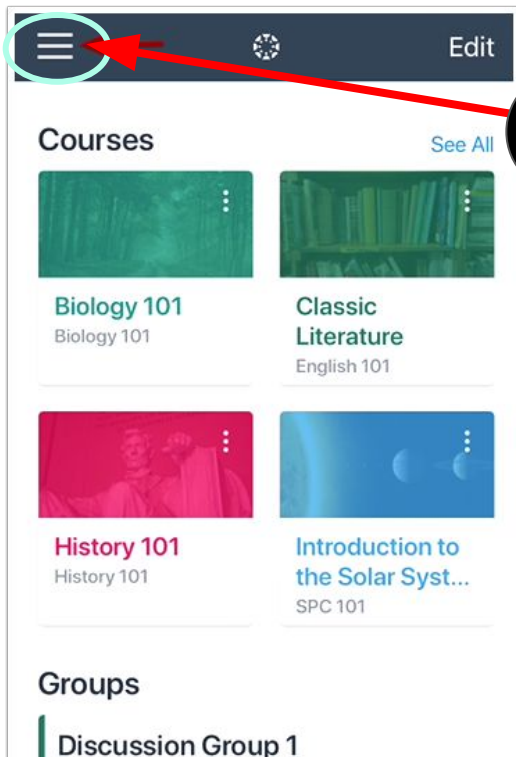 Edit
Courses
See All
Biology 101
Biology 101
Classic
Literature
English 101
History 101
History 101
Introduction to
the Solar Syst...
SPC 101
Groups
Discussion Group 1